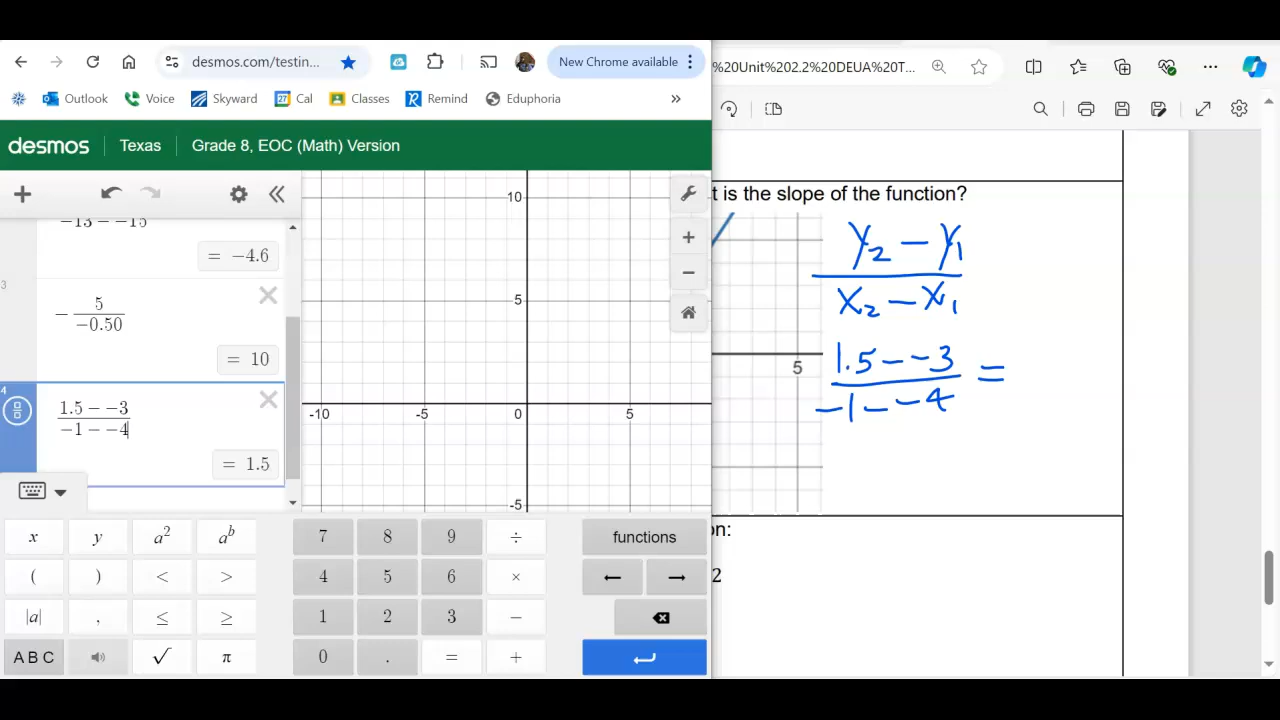 desmos.com/testin...
New Chrome available
%20Unit%202.2%20DEUA%20T...
Outlook
Voice
Skyward
27
Cal
Classes
Remind
Eduphoria
»
desmos
Texas
Grade 8, EOC (Math) Version
−13 − −15
= −4.6
3
− 5
−0.50
= 10
4
1.5 − −3
−1 − −4
= 1.5
10
5
-10
-5
0
5
-5
t is the slope of the function?
y₂ − y₁
x₂ − x₁
5
1.5 − −3 =
−1 − −4
on:
2
x y a² aᵇ 7 8 9 ÷ functions
( ) < > 4 5 6 × ← →
|a| , ≤ ≥ 1 2 3 −
A B C √ π 0 . = +